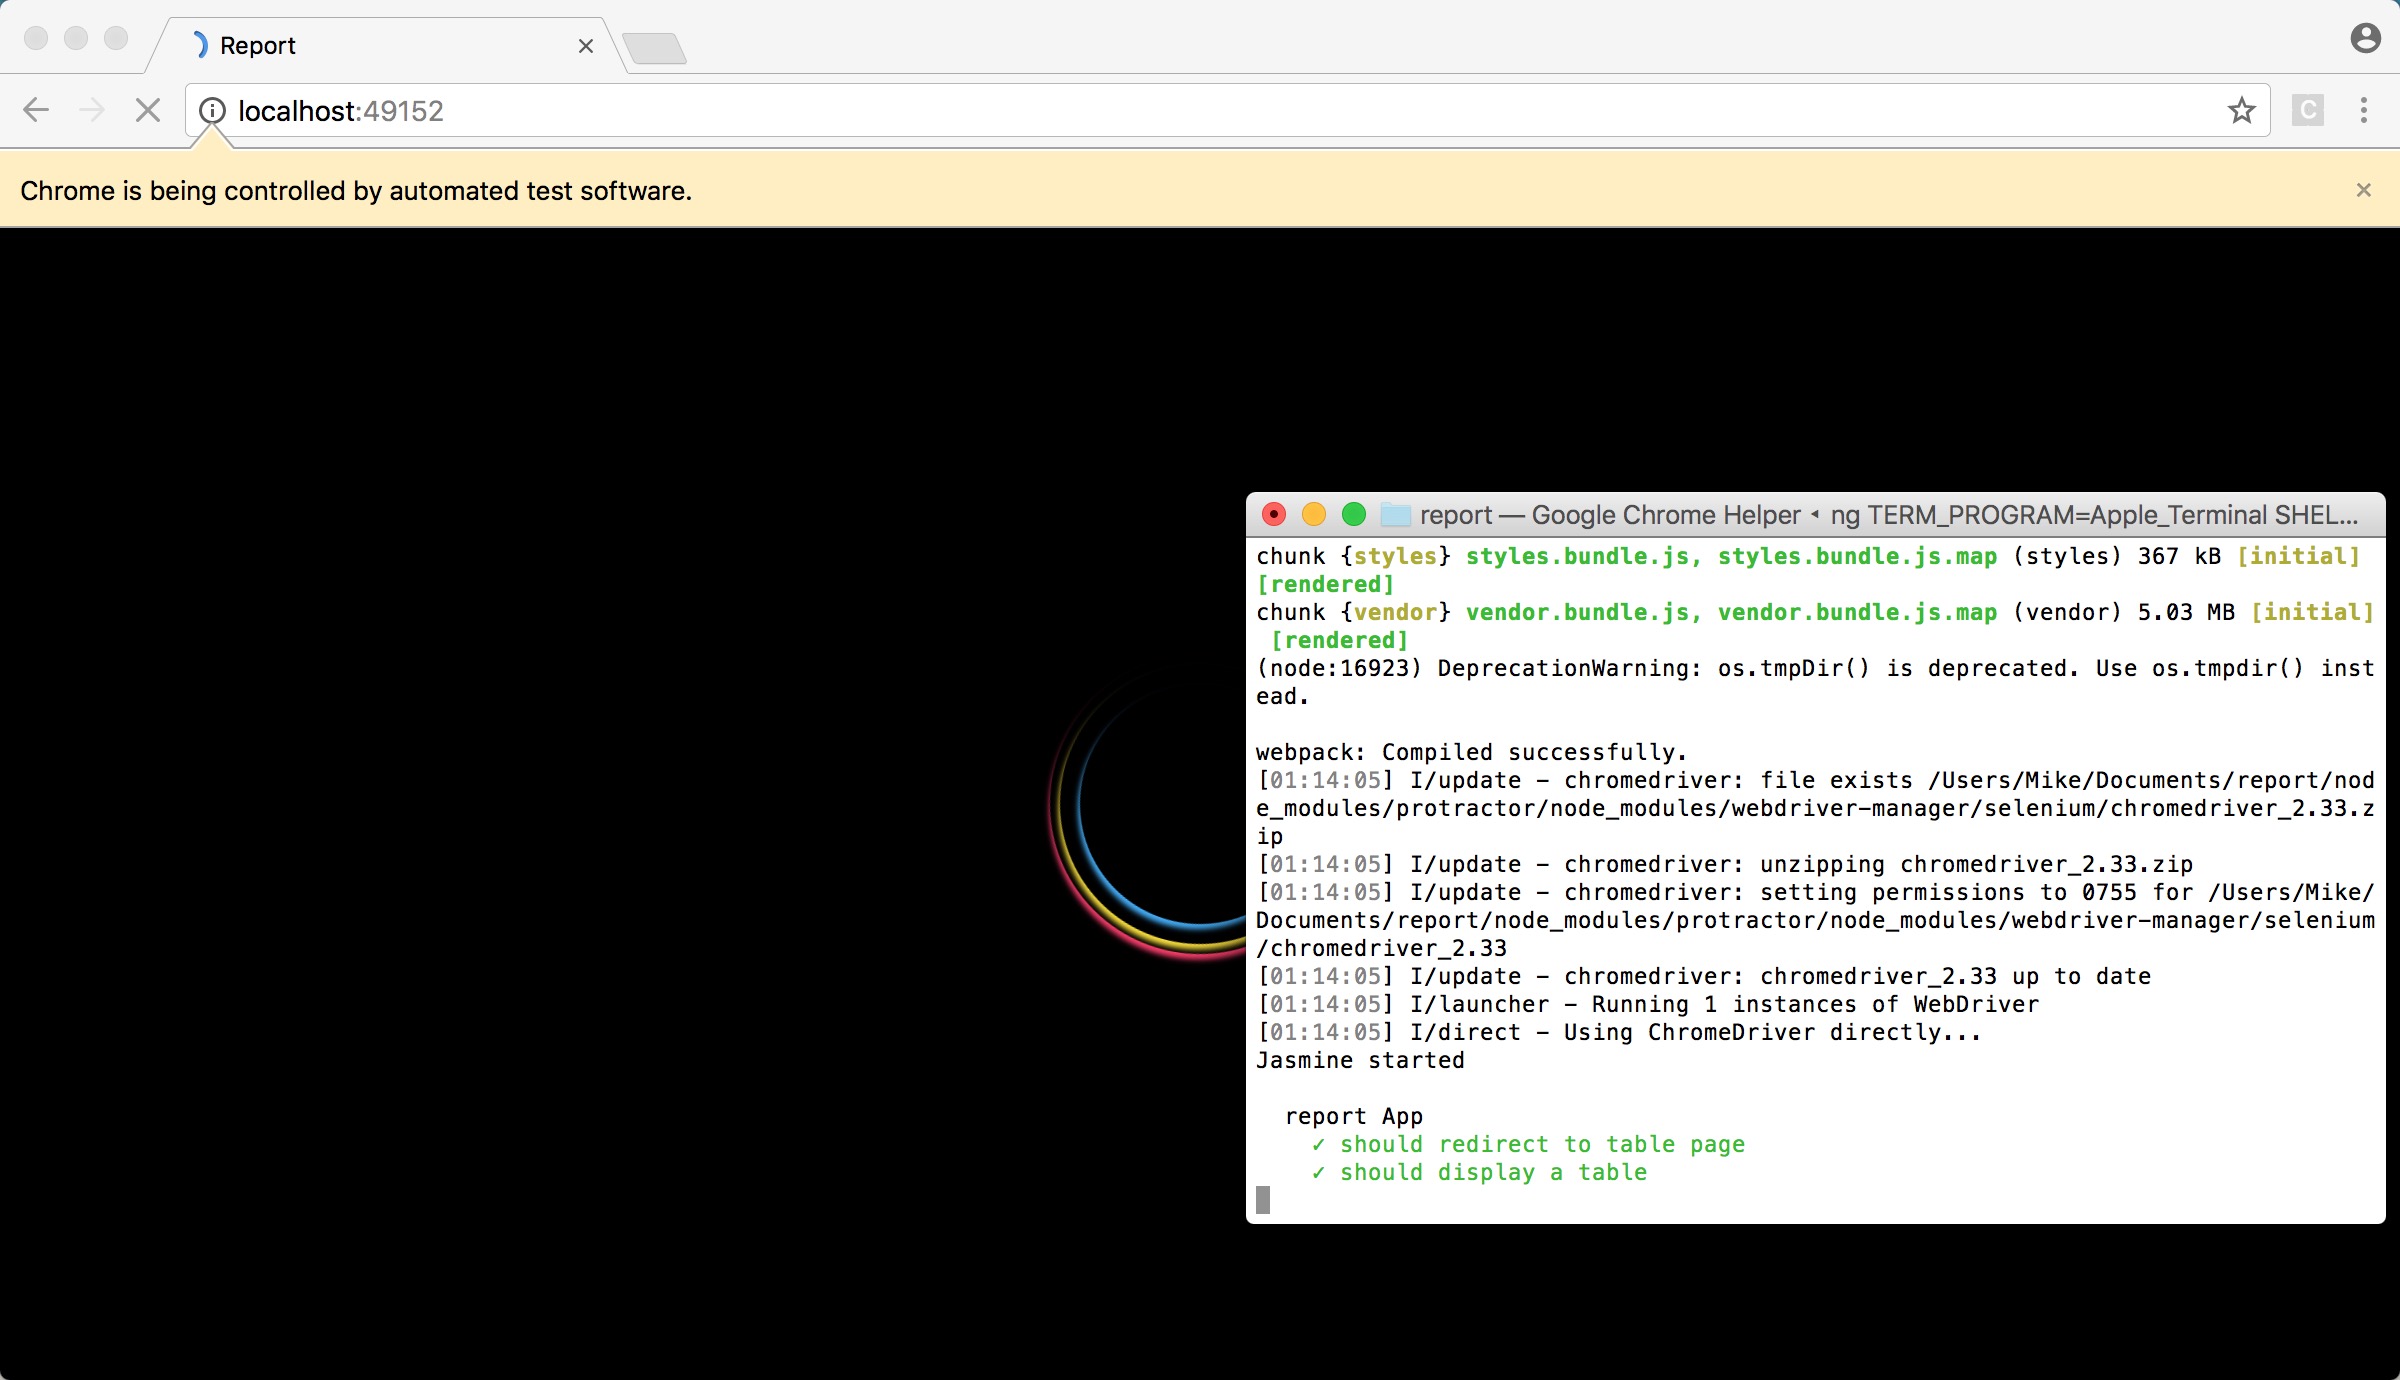 Report
localhost:49152
C
Chrome is being controlled by automated test software.
report — Google Chrome Helper ◂ ng TERM_PROGRAM=Apple_Terminal SHEL...
chunk {styles} styles.bundle.js, styles.bundle.js.map (styles) 367 kB [initial]
[rendered]
chunk {vendor} vendor.bundle.js, vendor.bundle.js.map (vendor) 5.03 MB [initial]
[rendered]
(node:16923) DeprecationWarning: os.tmpDir() is deprecated. Use os.tmpdir() inst
ead.
webpack: Compiled successfully.
[01:14:05] I/update - chromedriver: file exists /Users/Mike/Documents/report/nod
e_modules/protractor/node_modules/webdriver-manager/selenium/chromedriver_2.33.z
ip
[01:14:05] I/update - chromedriver: unzipping chromedriver_2.33.zip
[01:14:05] I/update - chromedriver: setting permissions to 0755 for /Users/Mike/
Documents/report/node_modules/protractor/node_modules/webdriver-manager/selenium
/chromedriver_2.33
[01:14:05] I/update - chromedriver: chromedriver_2.33 up to date
[01:14:05] I/launcher - Running 1 instances of WebDriver
[01:14:05] I/direct - Using ChromeDriver directly...
Jasmine started
report App
✓ should redirect to table page
✓ should display a table